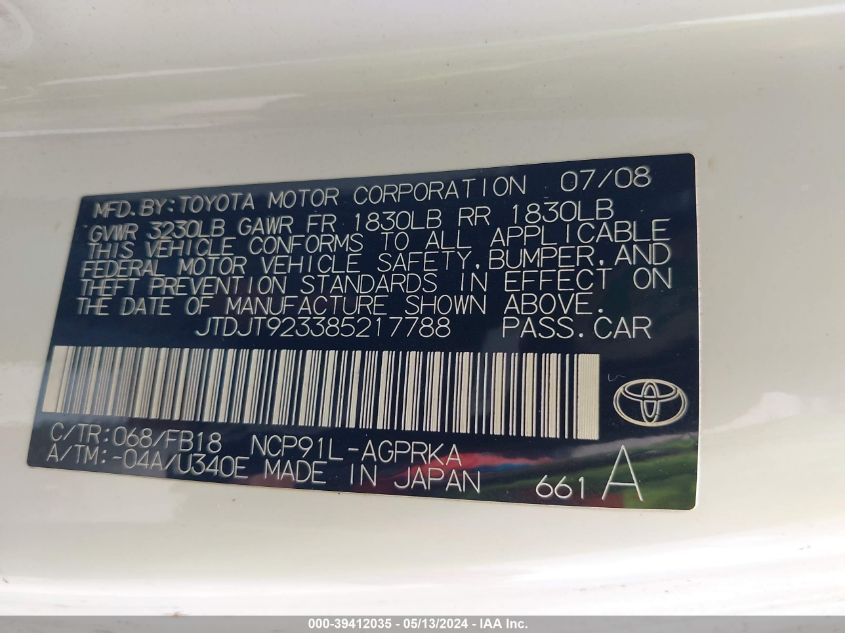 MFD.BY:TOYOTA MOTOR CORPORATION 07/08
GVWR 3230LB GAWR FR 1830LB RR 1830LB
THIS VEHICLE CONFORMS TO ALL APPLICABLE
FEDERAL MOTOR VEHICLE SAFETY,BUMPER,AND
THEFT PREVENTION STANDARDS IN EFFECT ON
THE DATE OF MANUFACTURE SHOWN ABOVE.
JTDJT923385217788 PASS.CAR
C/TR:068/FB18 NCP91L-AGPRKA
A/TM:-04A/U340E MADE IN JAPAN 661A
000-39412035 - 05/13/2024 - IAA Inc.